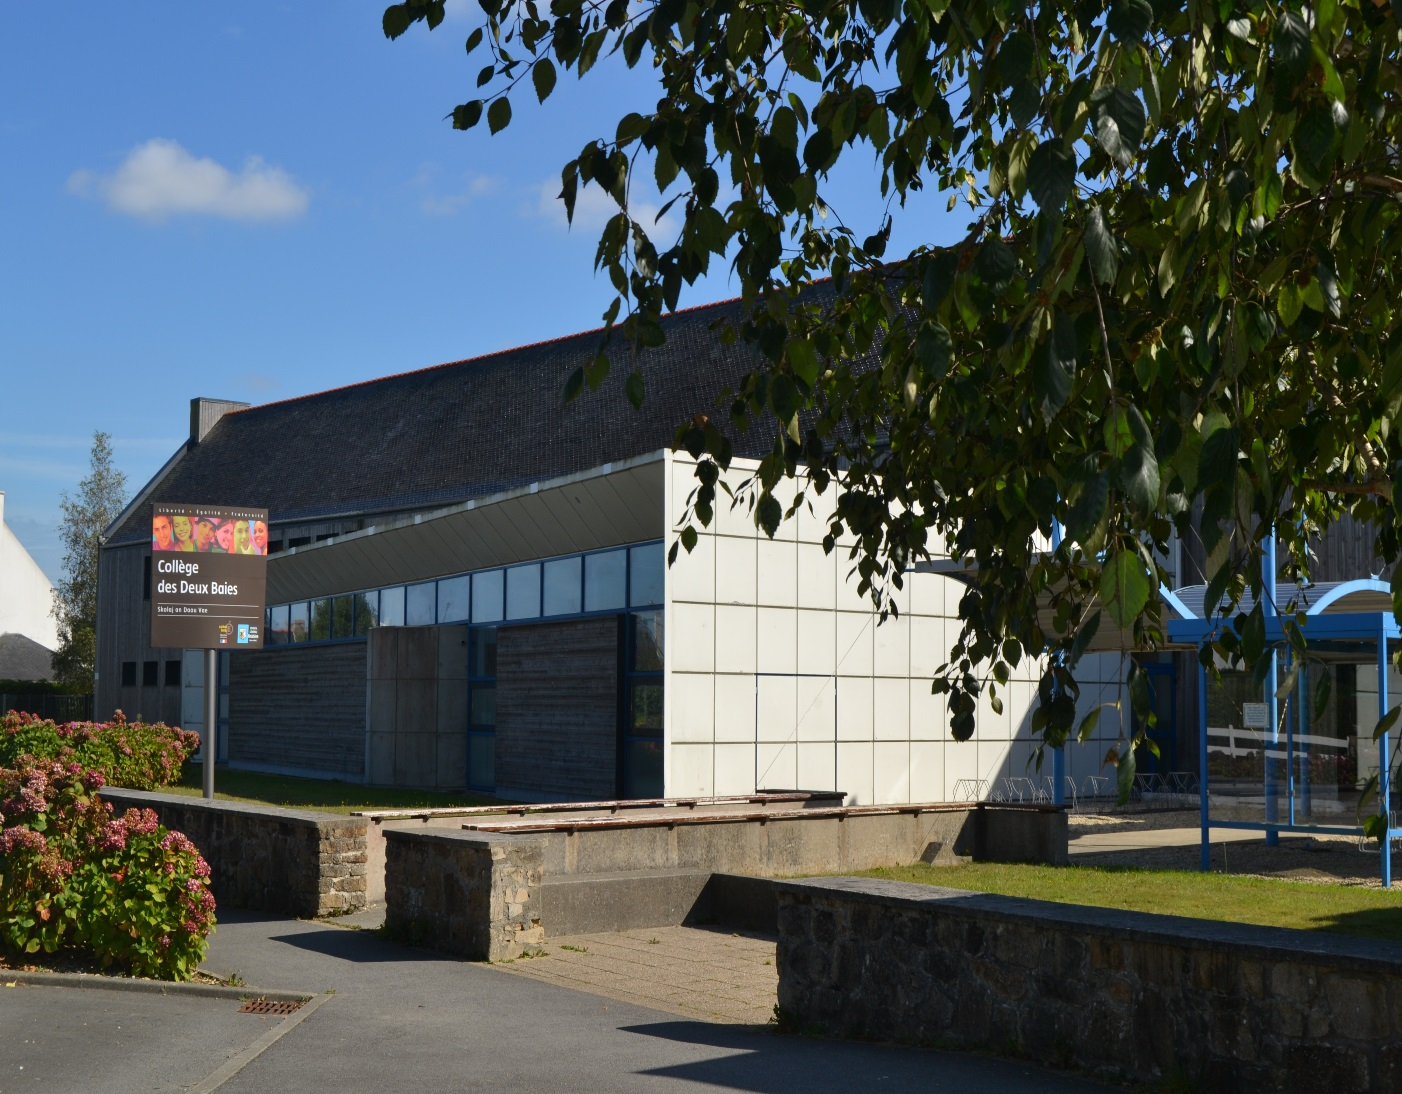 Liberté • Égalité • Fraternité
Collège
des Deux Baies
Skolaj an Daou Vae